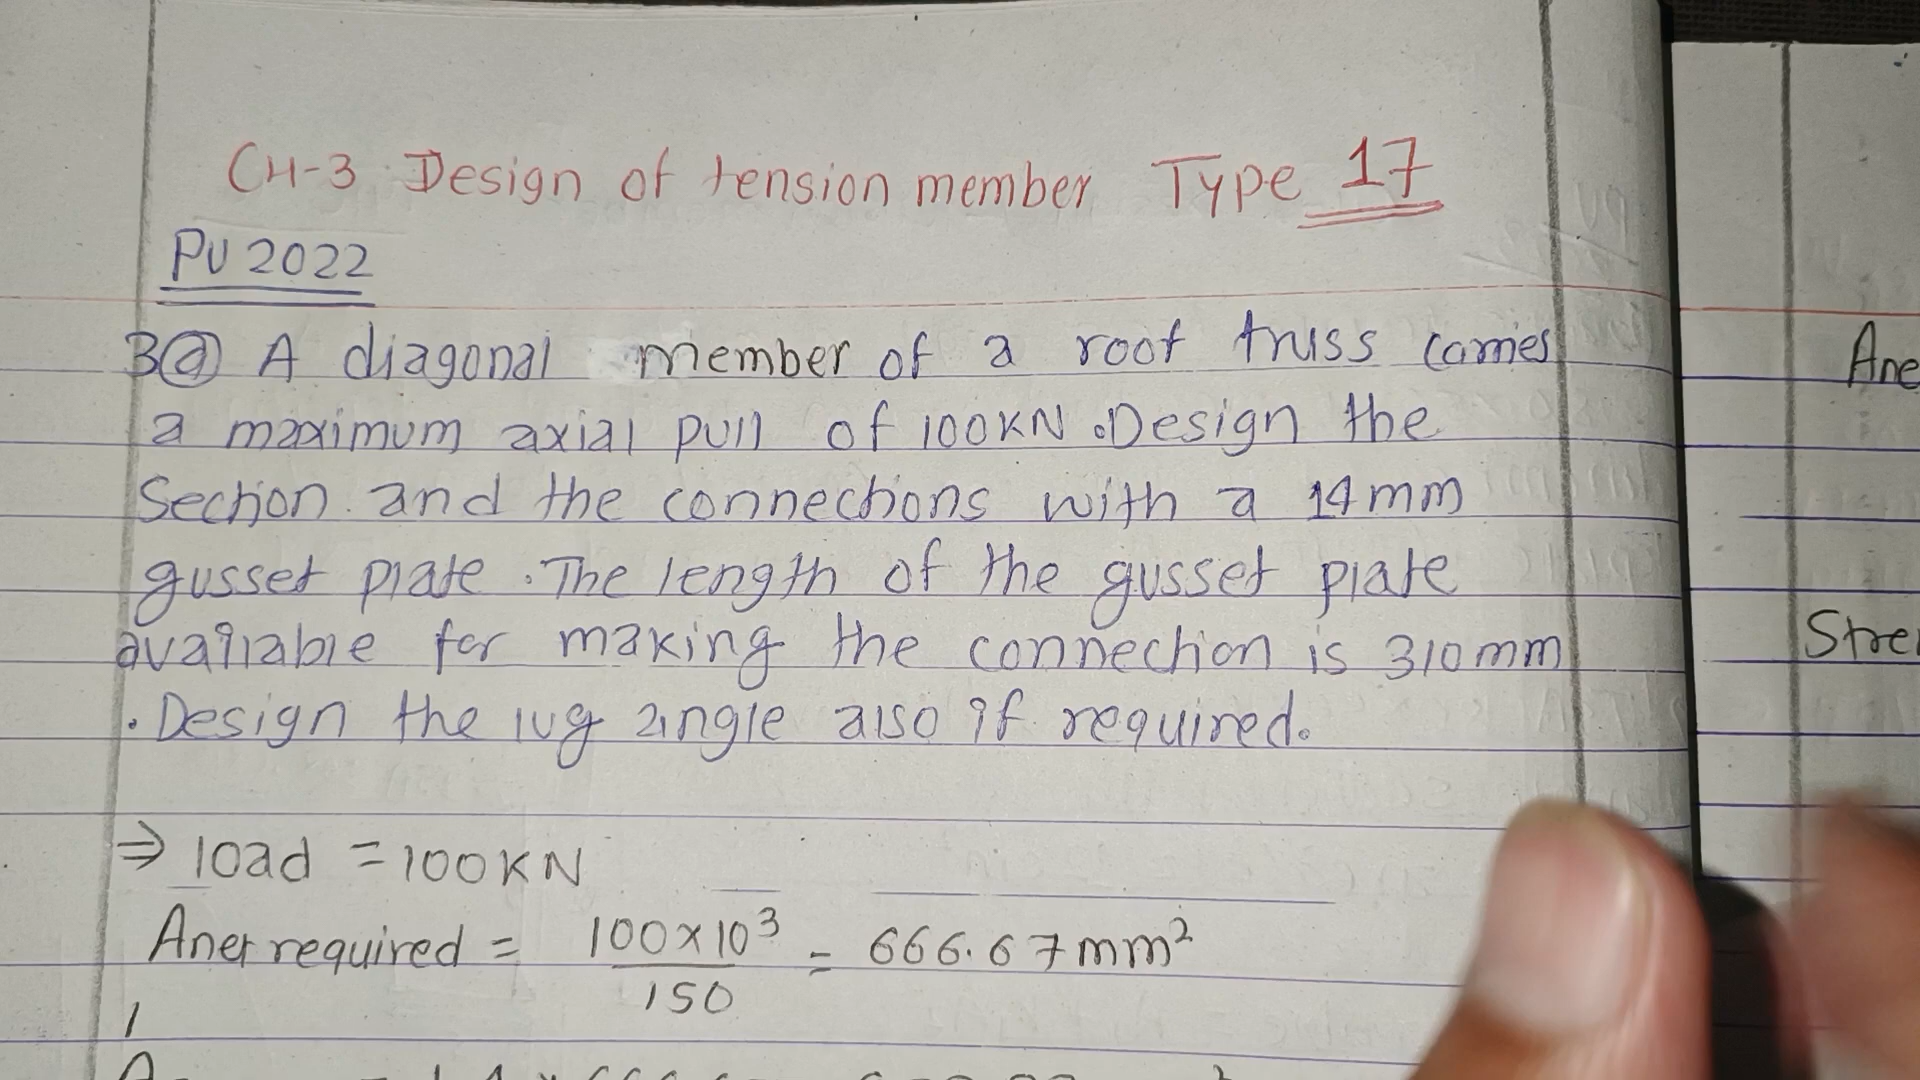 CH-3 Design of tension member Type 17
PU 2022
3(a) A diagonal member of a roof truss carries
a maximum axial pull of 100KN. Design the
Section and the connections with a 14mm
gusset plate. The length of the gusset plate
available for making the connection is 310mm
. Design the lug angle also if required.
⇒ load = 100KN
Anet required = 100×10³ / 150 = 666.67mm²
Ane
Stre